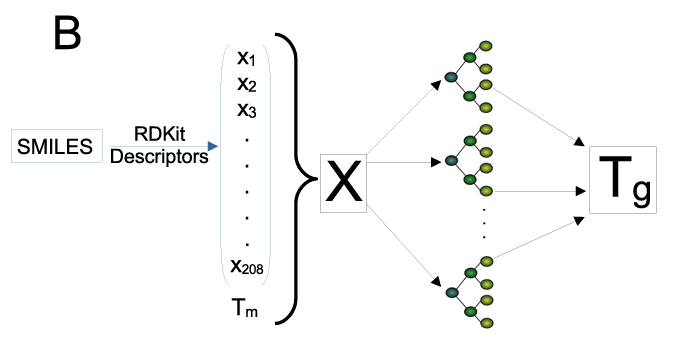 B
SMILES
RDKit
Descriptors
x1
x2
x3
.
.
.
.
.
x208
Tm
X
.
.
.
Tg